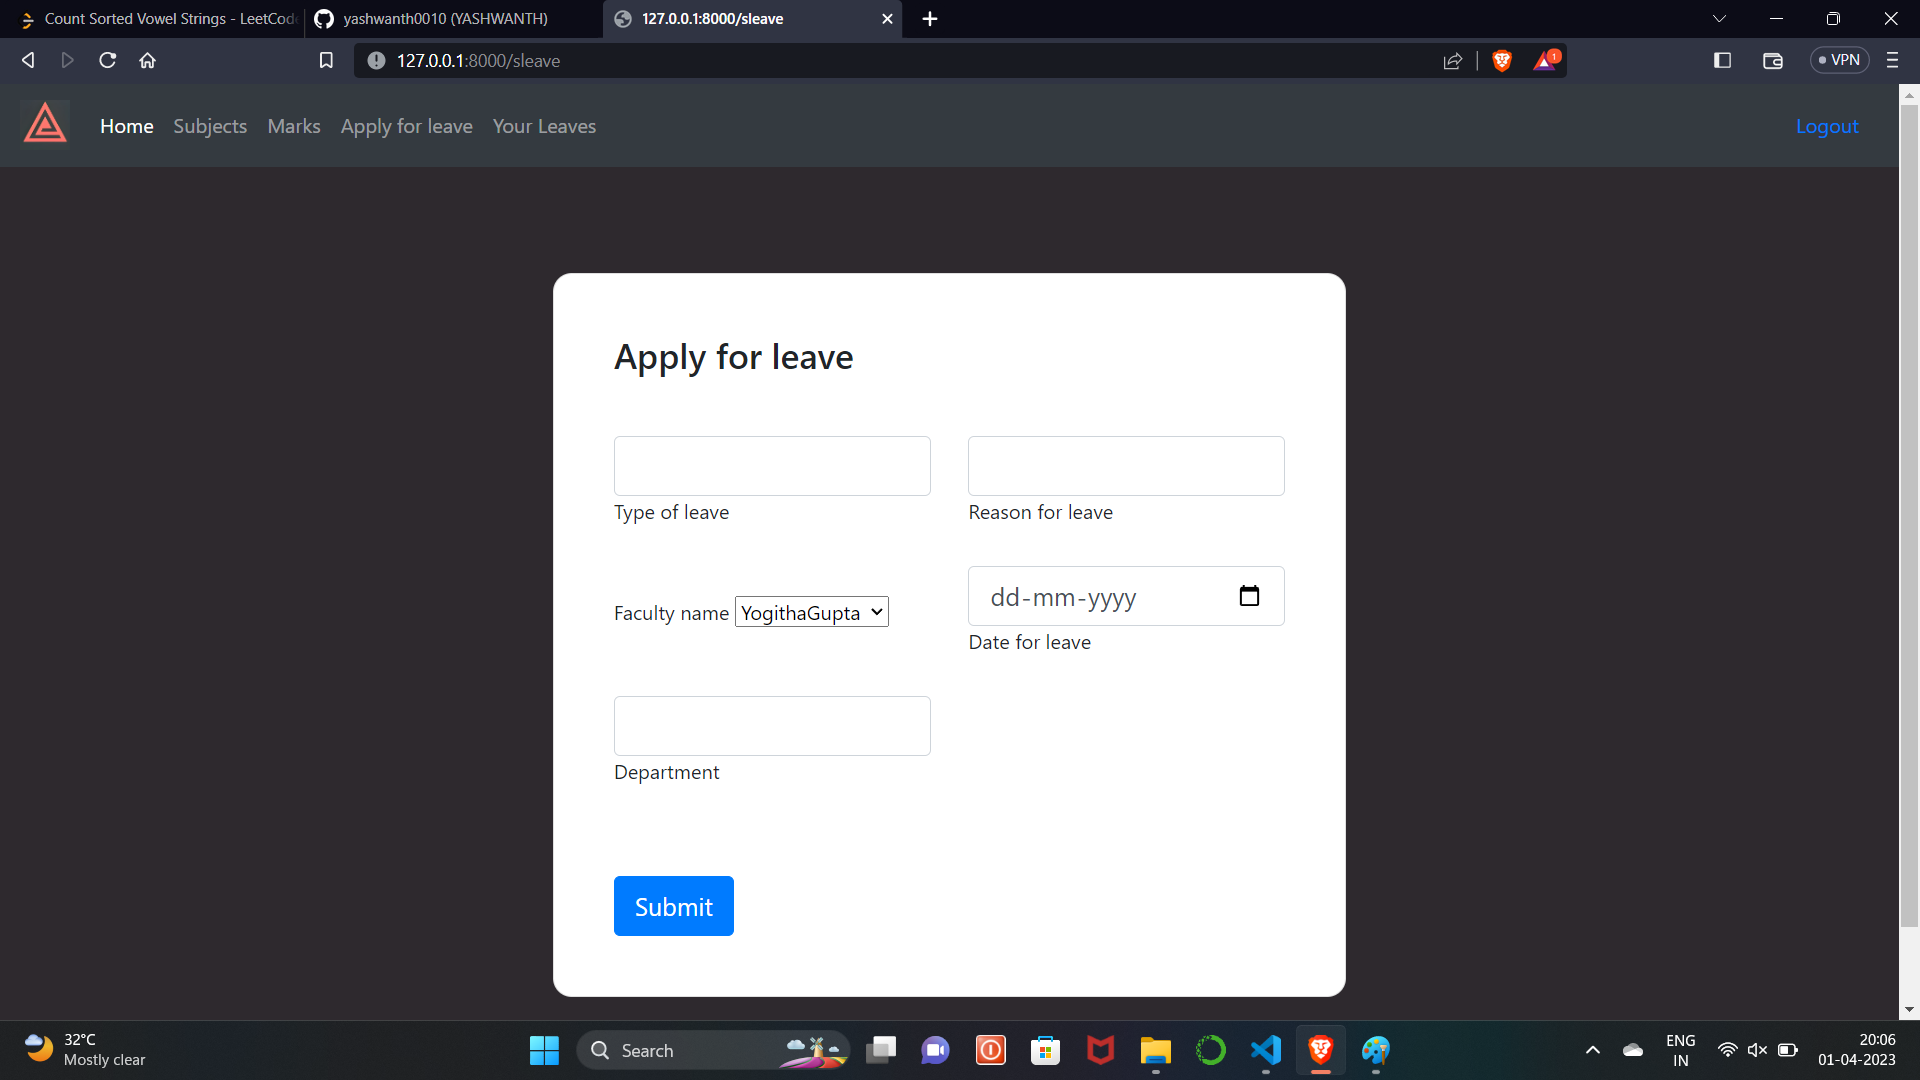 Count Sorted Vowel Strings - LeetCode
yashwanth0010 (YASHWANTH)
127.0.0.1:8000/sleave
127.0.0.1:8000/sleave
1
VPN
Home Subjects Marks Apply for leave Your Leaves Logout
Apply for leave
Type of leave
Reason for leave
Faculty name YogithaGupta
dd-mm-yyyy
Date for leave
Department
Submit
32°C
Mostly clear
Search
ENG
IN
20:06
01-04-2023